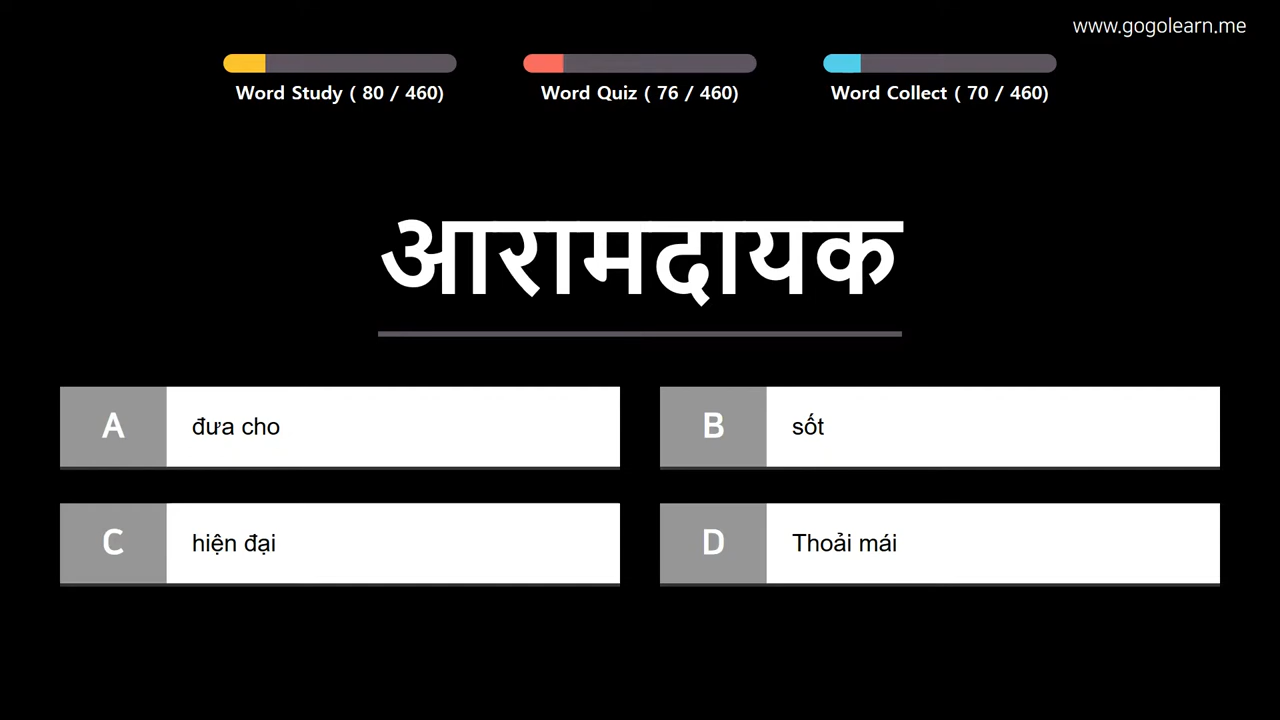 www.gogolearn.me
Word Study ( 80 / 460)
Word Quiz ( 76 / 460)
Word Collect ( 70 / 460)
आरामदायक
A đưa cho
B sốt
C hiện đại
D Thoải mái